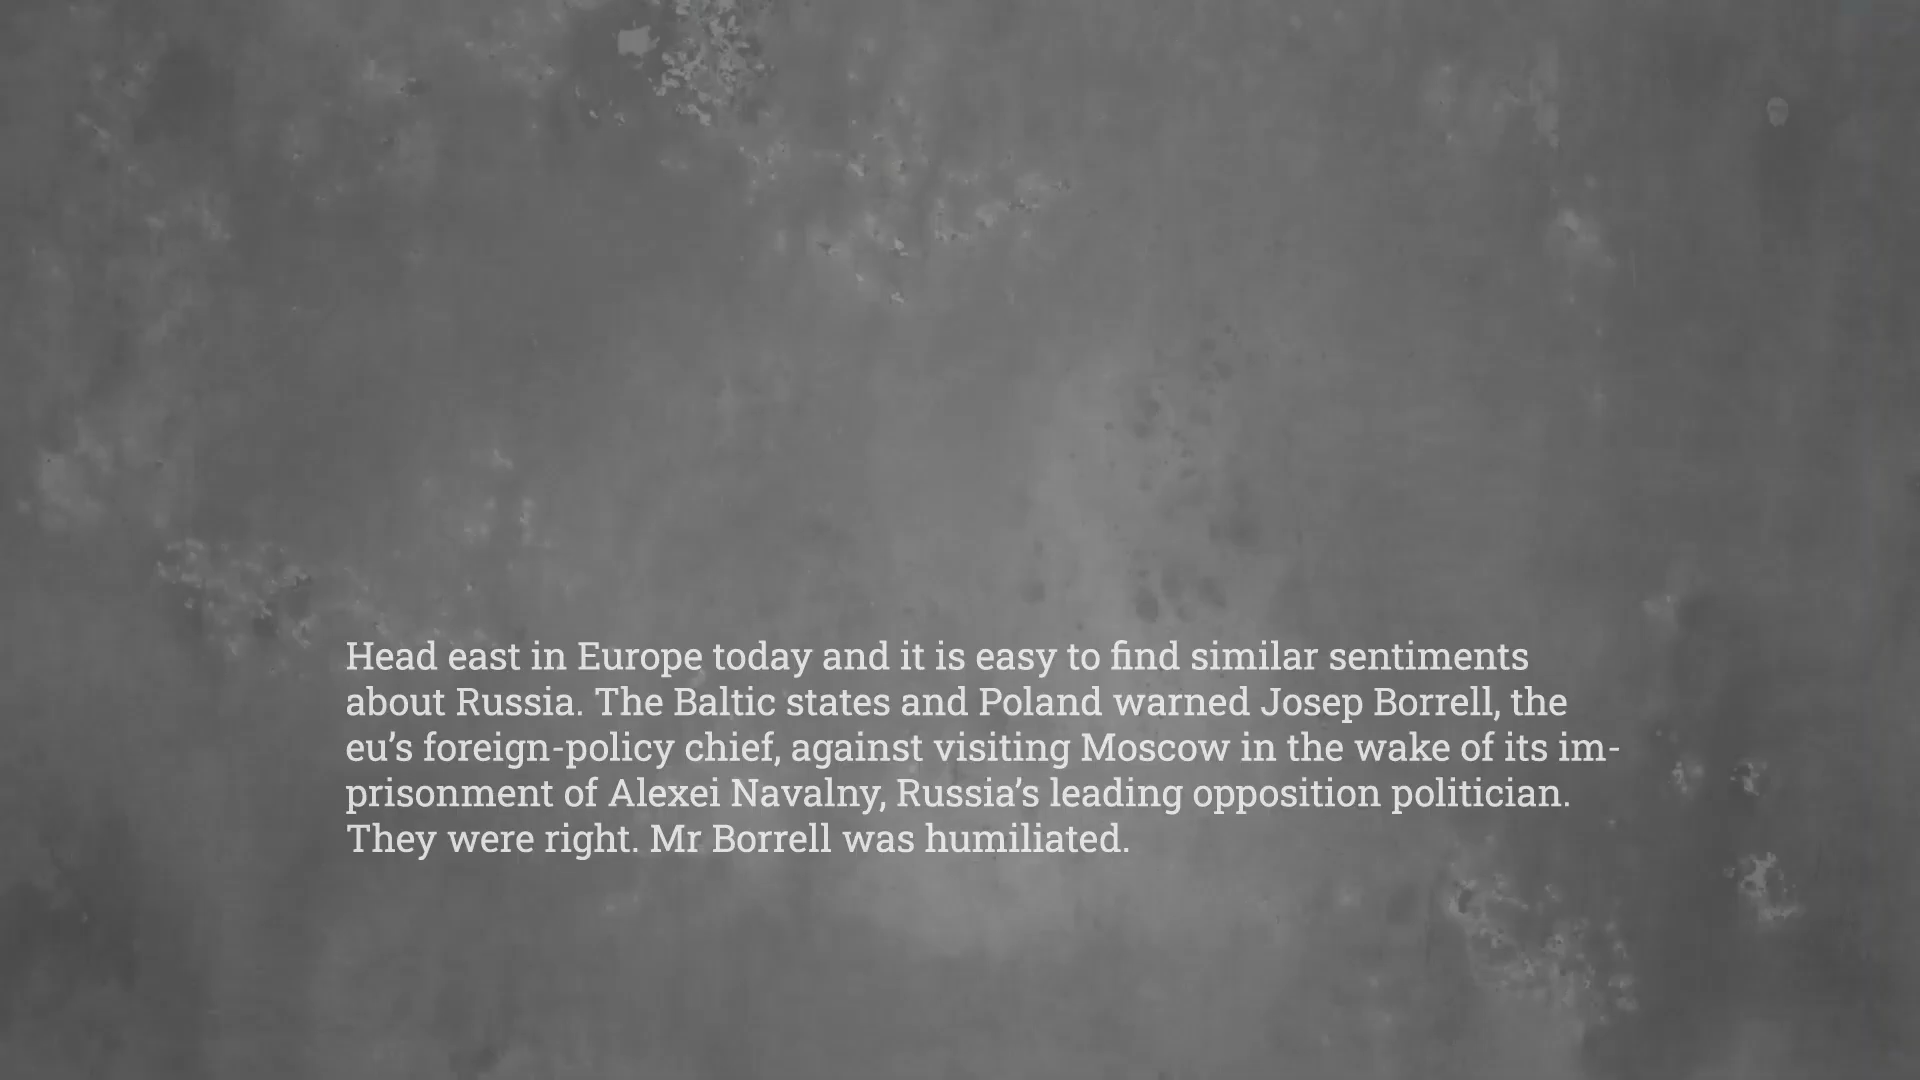 Head east in Europe today and it is easy to find similar sentiments
about Russia. The Baltic states and Poland warned Josep Borrell, the
eu’s foreign-policy chief, against visiting Moscow in the wake of its im-
prisonment of Alexei Navalny, Russia’s leading opposition politician.
They were right. Mr Borrell was humiliated.